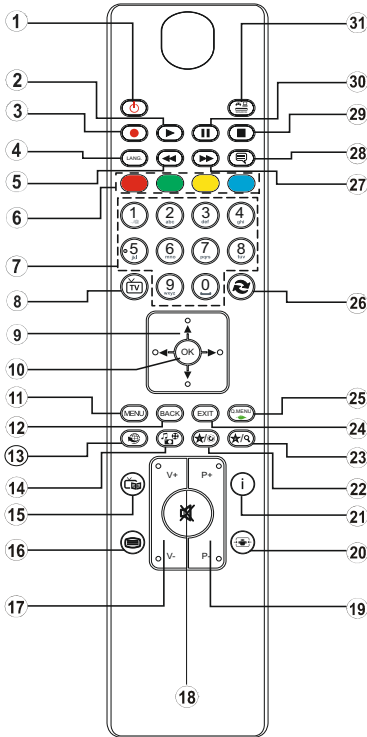 1
31
2
30
3
29
4
LANG.
28
5
27
6
1
2
abc
3
def
4
ghi
7
5
jkl
6
mno
7
pqrs
8
tuv
8
TV
9
wxyz
0
26
9
10
OK
11
MENU
BACK
EXIT
Q.MENU
25
12
24
13
23
14
22
15
V+
P+
i
21
16
20
17
V-
P-
19
18